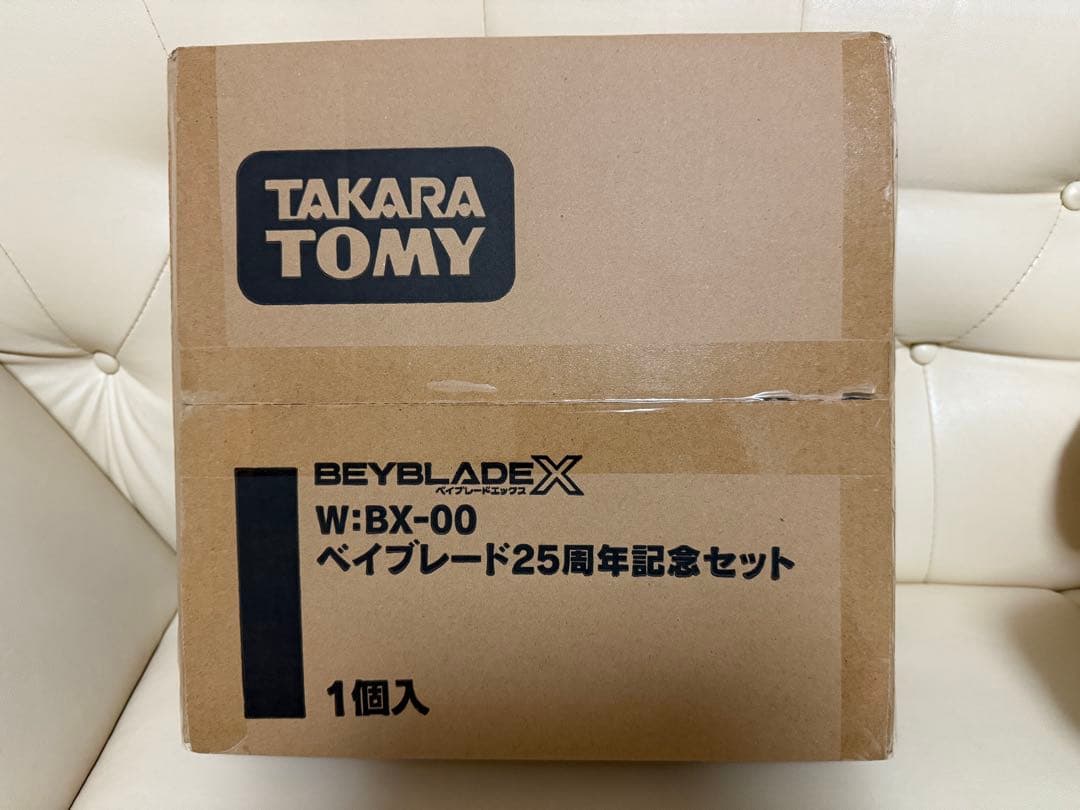 TAKARA
TOMY
BEYBLADE X
ベイブレードエックス
W:BX-00
ベイブレード25周年記念セット
1個入